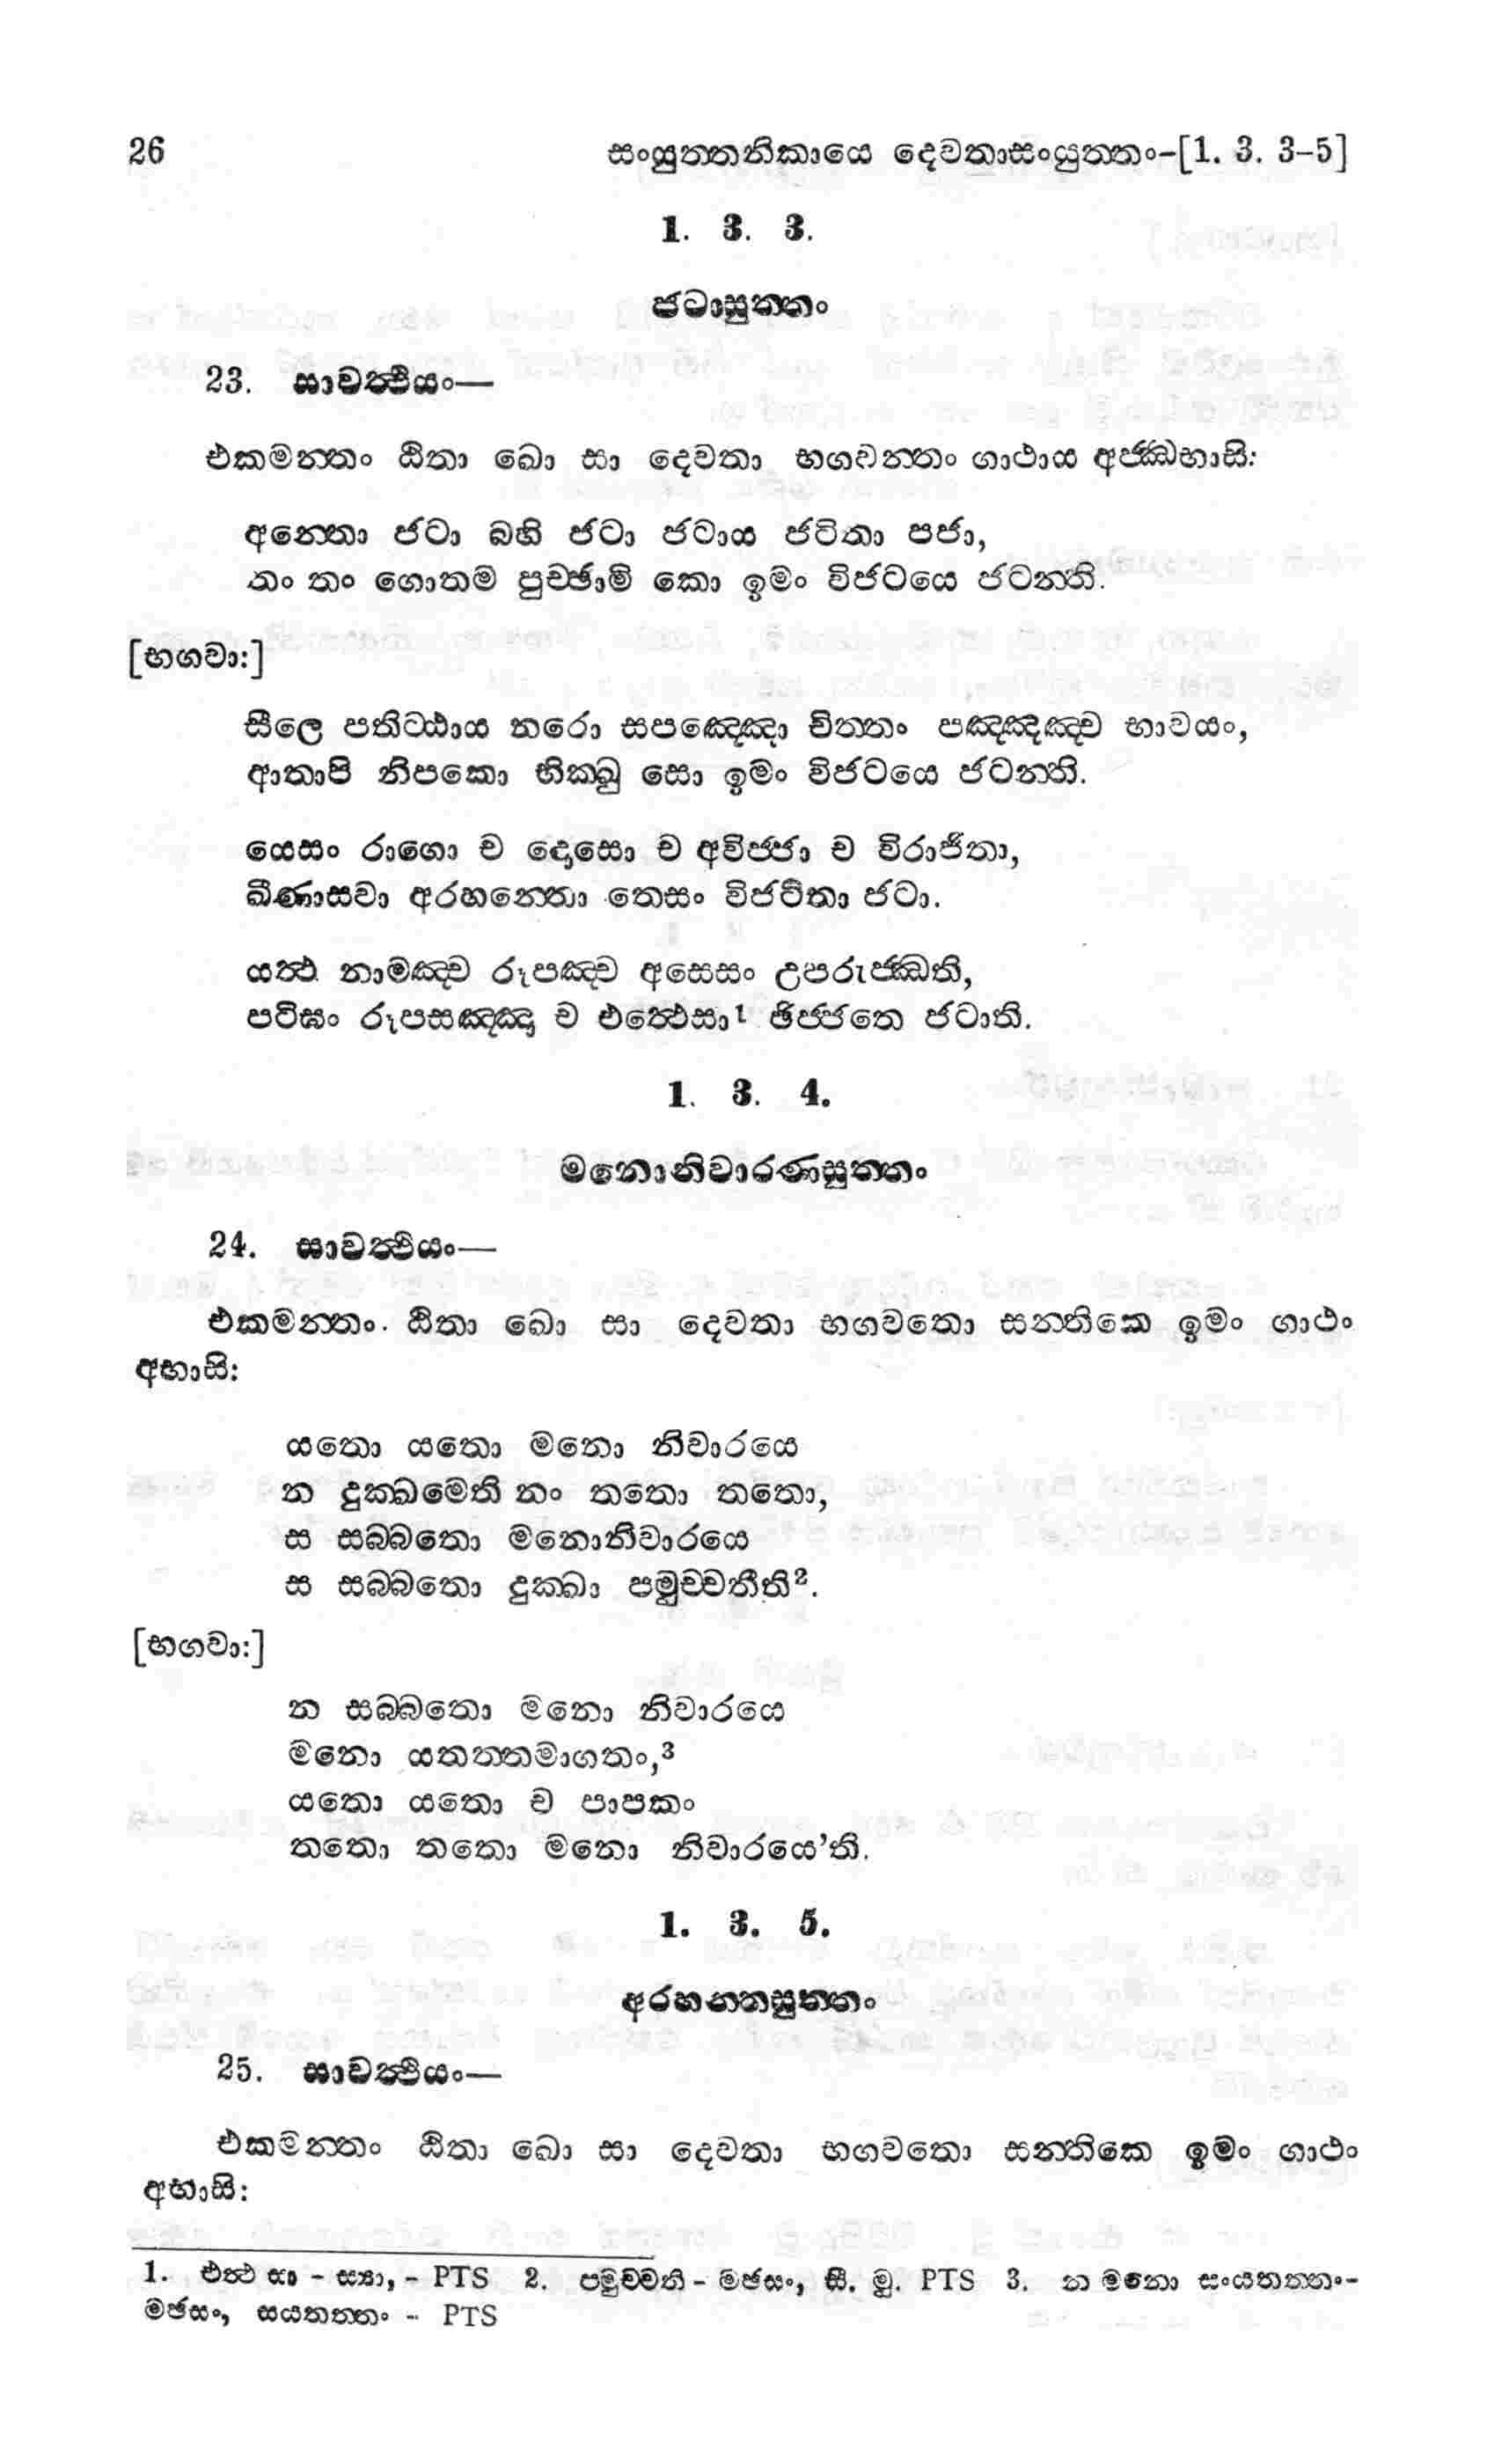 26 සංයුත්තනිකායෙ දෙවතාසංයුත්තං-[1. 3. 3-5]
1. 3. 3.
ජටාසුත්තං
23. සාවත්ථියං—
එකමන්තං ඨිතා ඛො සා දෙවතා භගවන්තං ගාථාය අජ්ඣභාසි:
අන්තො ජටා බහි ජටා ජටාය ජටිතා පජා,
තං තං ගොතම පුච්ඡාමි කො ඉමං විජටයෙ ජටන්ති.
[භගවා:]
සීලෙ පතිට්ඨාය නරො සපඤ්ඤො චිත්තං පඤ්ඤඤ්ච භාවයං,
ආතාපි නිපකො භික්ඛු සො ඉමං විජටයෙ ජටන්ති.
යෙසං රාගො ච දොසො ච අවිජ්ජා ච විරාජිතා,
ඛීණාසවා අරහන්තො තෙසං විජටිතා ජටා.
යත්ථ නාමඤ්ච රූපඤ්ච අසෙසං උපරුජ්ඣති,
පටිඝං රූපසඤ්ඤා ච එත්ථෙසා¹ ඡිජ්ජතෙ ජටාති.
1. 3. 4.
මනොනිවාරණසුත්තං
24. සාවත්ථියං—
එකමන්තං ඨිතා ඛො සා දෙවතා භගවතො සන්තිකෙ ඉමං ගාථං
අභාසි:
යතො යතො මනො නිවාරයෙ
න දුක්ඛමෙති නං තතො තතො,
ස සබ්බතො මනොනිවාරයෙ
ස සබ්බතො දුක්ඛා පමුච්චතීති².
[භගවා:]
න සබ්බතො මනො නිවාරයෙ
මනො යතත්තමාගතං,³
යතො යතො ච පාපකං
තතො තතො මනො නිවාරයෙ’ති.
1. 3. 5.
අරහන්තසුත්තං
25. සාවත්ථියං—
එකමන්තං ඨිතා ඛො සා දෙවතා භගවතො සන්තිකෙ ඉමං ගාථං
අභාසි:
1. එත්ථ සා - ස්‍යා, - PTS 2. පමුච්චති - මඡසං, සී. මු. PTS 3. න මනො සංයතත්තං-
මඡසං, සයතත්තං - PTS